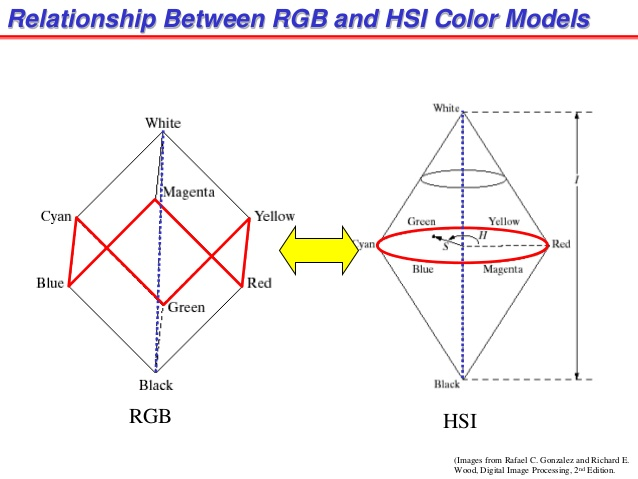 Relationship Between RGB and HSI Color Models
White
Magenta
Cyan
Yellow
Blue
Red
Green
Black
RGB
White
I
Green
Yellow
H
Cyan
S
Red
Blue
Magenta
Black
HSI
(Images from Rafael C. Gonzalez and Richard E.
Wood, Digital Image Processing, 2nd Edition.